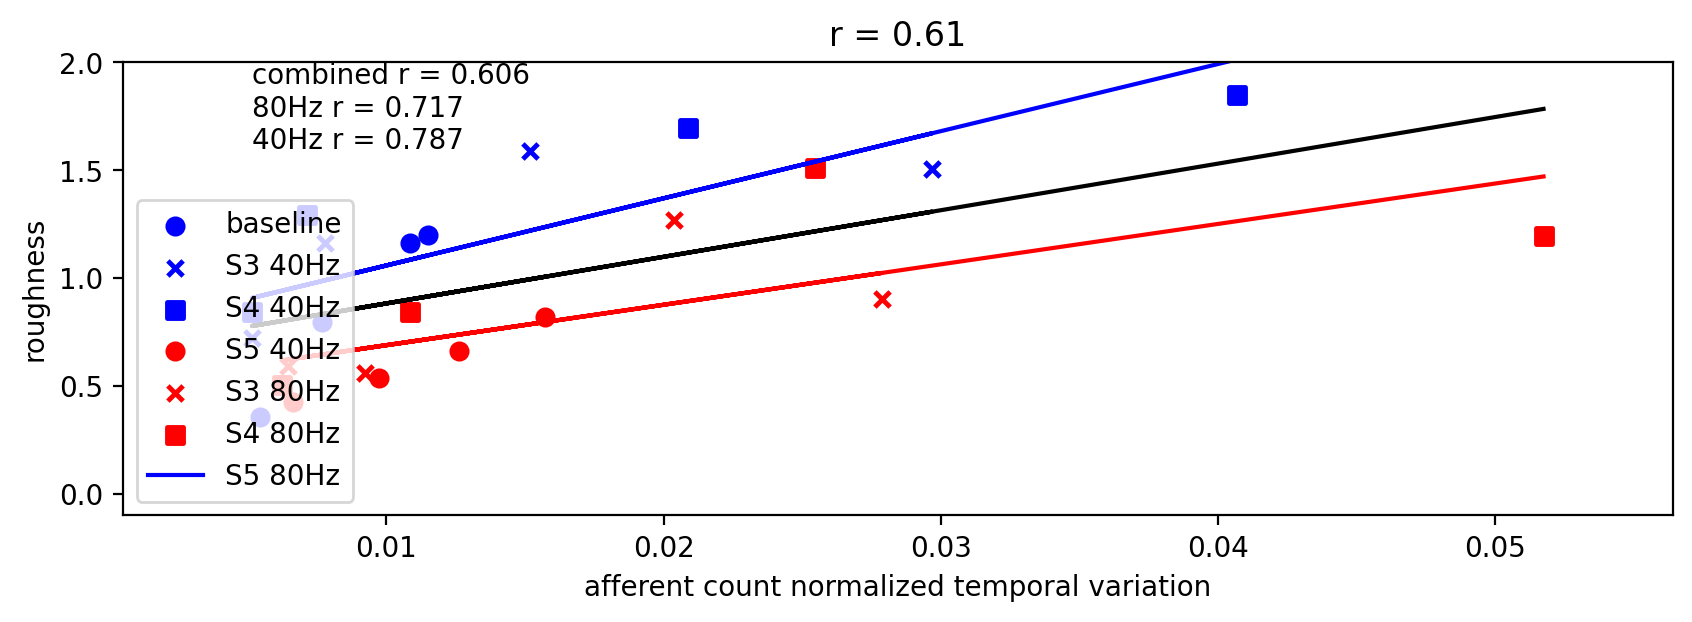 r = 0.61
combined r = 0.606
80Hz r = 0.717
40Hz r = 0.787
2.0
1.5
1.0
0.5
0.0
roughness
baseline
S3 40Hz
S4 40Hz
S5 40Hz
S3 80Hz
S4 80Hz
S5 80Hz
0.01 0.02 0.03 0.04 0.05
afferent count normalized temporal variation